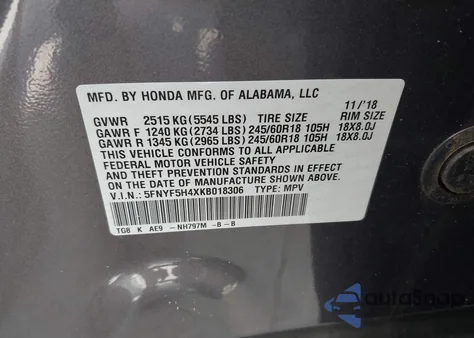 MFD. BY HONDA MFG. OF ALABAMA, LLC 11/'18
GVWR 2515 KG (5545 LBS) TIRE SIZE RIM SIZE
GAWR F 1240 KG (2734 LBS) 245/60R18 105H 18X8.0J
GAWR R 1345 KG (2965 LBS) 245/60R18 105H 18X8.0J
THIS VEHICLE CONFORMS TO ALL APPLICABLE
FEDERAL MOTOR VEHICLE SAFETY AND
THEFT PREVENTION STANDARDS IN EFFECT ON
THE DATE OF MANUFACTURE SHOWN ABOVE.
V.I.N.: 5FNYF5H4XKB018306 TYPE: MPV
TG8 K AE9 -NH797M -B -B
autoSnap